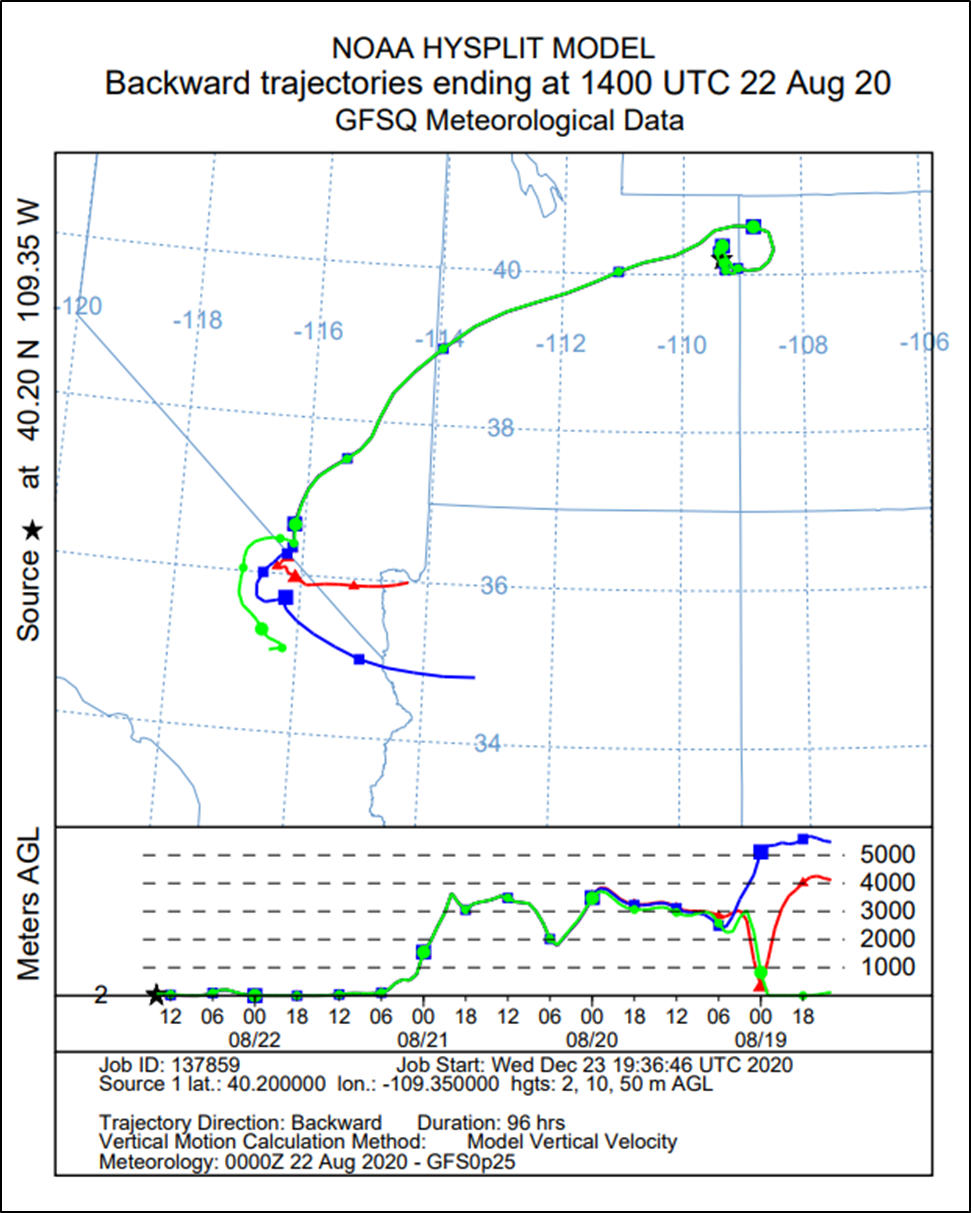 NOAA HYSPLIT MODEL
Backward trajectories ending at 1400 UTC 22 Aug 20
GFSQ Meteorological Data
Source ★ at 40.20 N 109.35 W
-120
-118
-116
-114
-112
-110
-108
-106
40
38
36
34
Meters AGL
5000
4000
3000
2000
1000
2
12 06 00 18 12 06 00 18 12 06 00 18 12 06 00 18
08/22 08/21 08/20 08/19
Job ID: 137859 Job Start: Wed Dec 23 19:36:46 UTC 2020
Source 1 lat.: 40.200000 lon.: -109.350000 hgts: 2, 10, 50 m AGL
Trajectory Direction: Backward Duration: 96 hrs
Vertical Motion Calculation Method: Model Vertical Velocity
Meteorology: 0000Z 22 Aug 2020 - GFS0p25